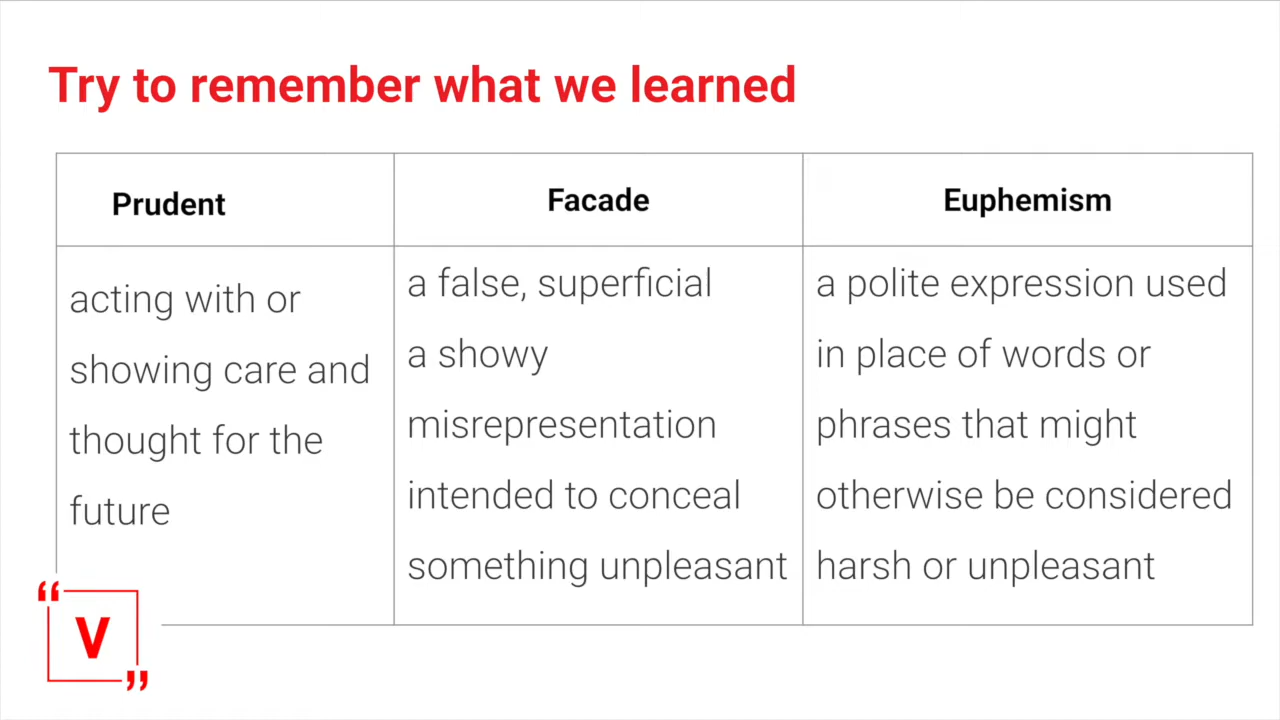 Try to remember what we learned
Prudent
Facade
Euphemism
acting with or
showing care and
thought for the
future
a false, superficial
a showy
misrepresentation
intended to conceal
something unpleasant
a polite expression used
in place of words or
phrases that might
otherwise be considered
harsh or unpleasant
“
V
”